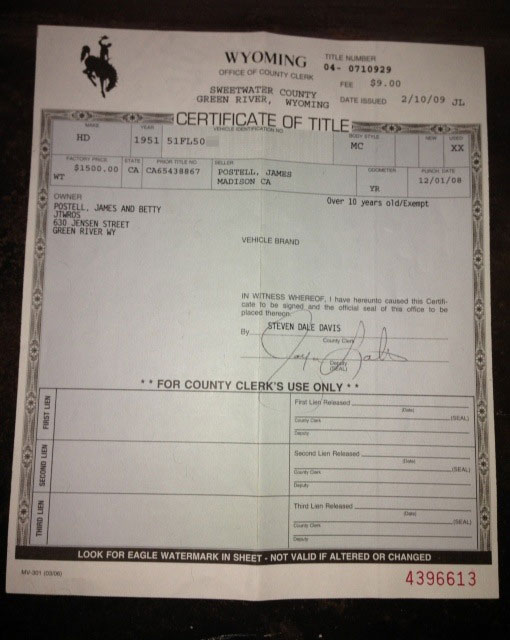 WYOMING
OFFICE OF COUNTY CLERK
TITLE NUMBER
04- 0710929
FEE $9.00
SWEETWATER COUNTY
GREEN RIVER, WYOMING
DATE ISSUED 2/10/09 JL
CERTIFICATE OF TITLE
MAKE YEAR VEHICLE IDENTIFICATION NO. BODY STYLE NEW USED
HD 1951 51FL50 MC XX
FACTORY PRICE STATE PRIOR TITLE NO SELLER ODOMETER PURCH DATE
$1500.00 CA CA65438867 POSTELL, JAMES
WT MADISON CA YR 12/01/08
OWNER Over 10 years old/Exempt
POSTELL, JAMES AND BETTY
JTWROS
630 JENSEN STREET
GREEN RIVER WY
VEHICLE BRAND
IN WITNESS WHEREOF, I have hereunto caused this Certifi-
cate to be signed and the official seal of this office to be
placed thereon.
By STEVEN DALE DAVIS
County Clerk
Deputy
(SEAL)
* * FOR COUNTY CLERK'S USE ONLY * *
FIRST LIEN
First Lien Released
(Date)
(SEAL)
County Clerk
Deputy
SECOND LIEN
Second Lien Released
(Date)
(SEAL)
County Clerk
Deputy
THIRD LIEN
Third Lien Released
(Date)
(SEAL)
County Clerk
Deputy
LOOK FOR EAGLE WATERMARK IN SHEET - NOT VALID IF ALTERED OR CHANGED
MV-301 (03/06)
4396613